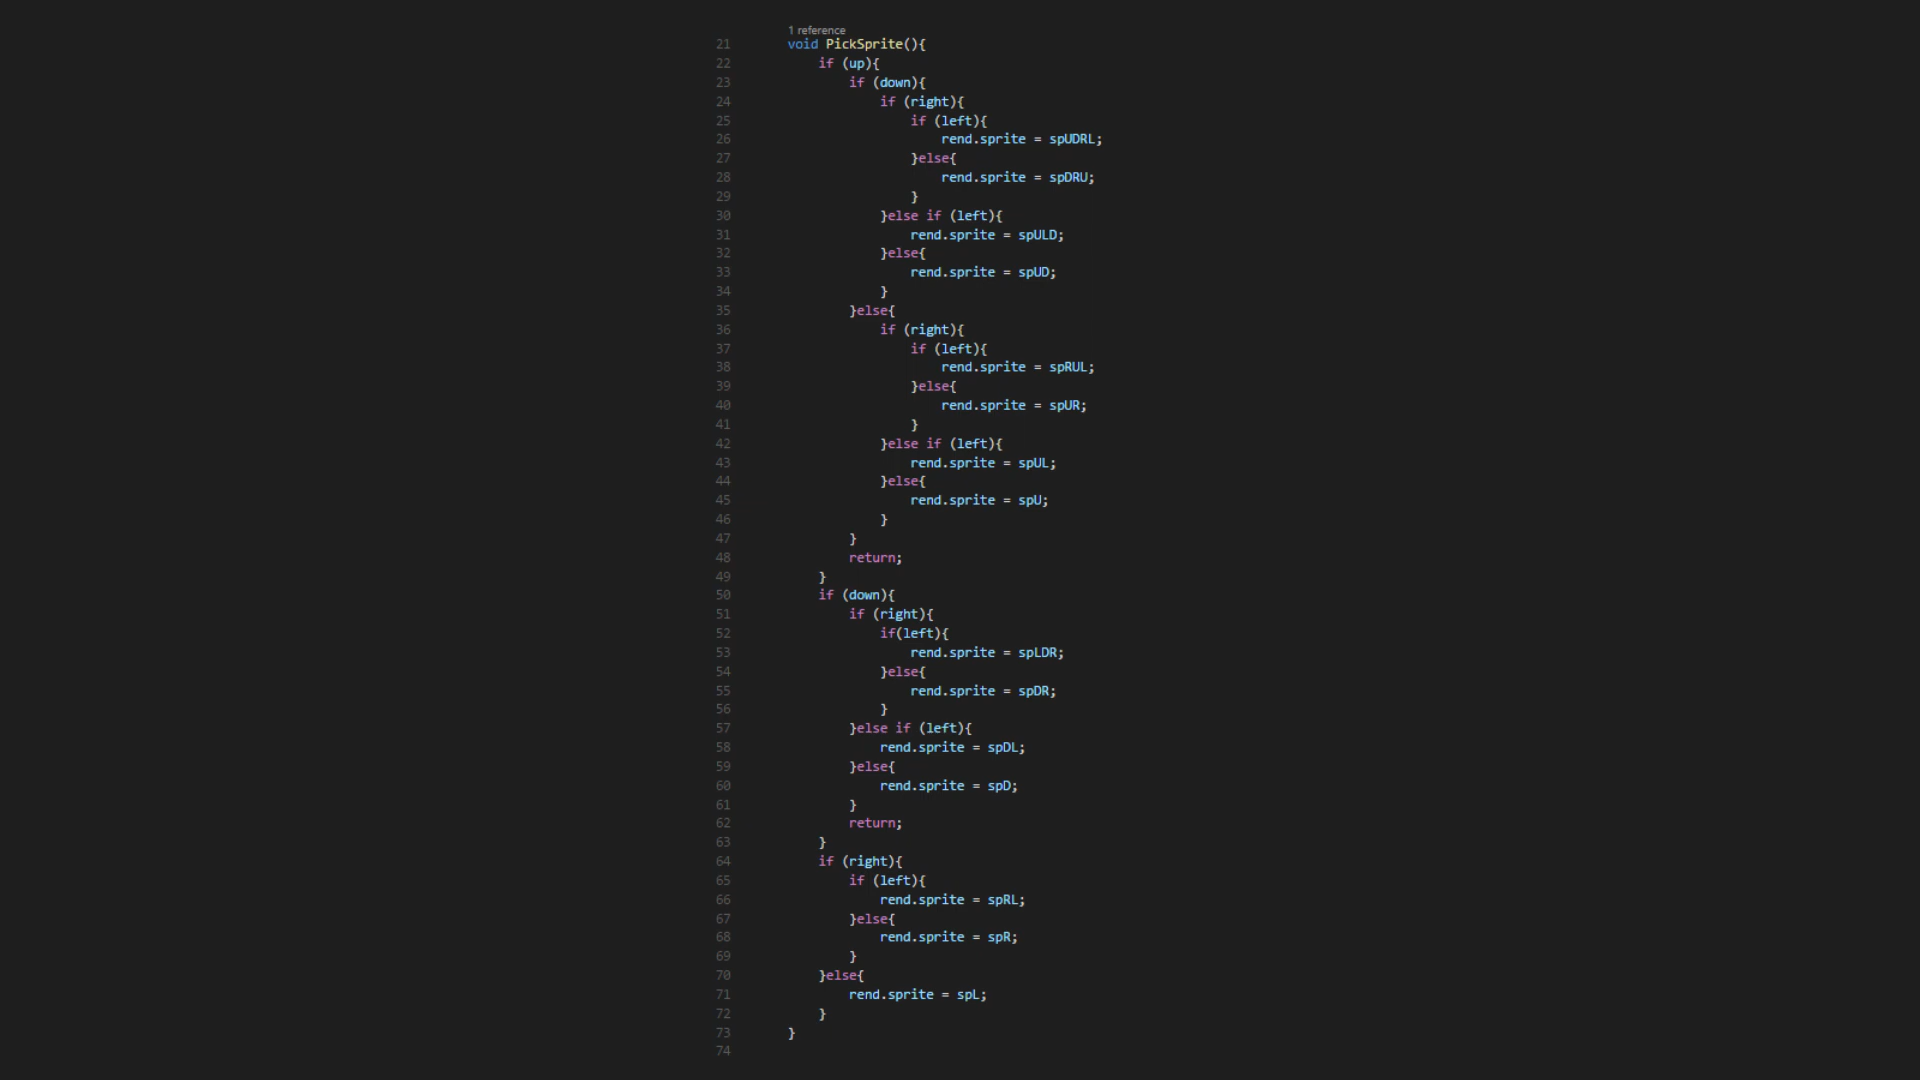 1 reference
21 void PickSprite(){
22 if (up){
23 if (down){
24 if (right){
25 if (left){
26 rend.sprite = spUDRL;
27 }else{
28 rend.sprite = spDRU;
29 }
30 }else if (left){
31 rend.sprite = spULD;
32 }else{
33 rend.sprite = spUD;
34 }
35 }else{
36 if (right){
37 if (left){
38 rend.sprite = spRUL;
39 }else{
40 rend.sprite = spUR;
41 }
42 }else if (left){
43 rend.sprite = spUL;
44 }else{
45 rend.sprite = spU;
46 }
47 }
48 return;
49 }
50 if (down){
51 if (right){
52 if(left){
53 rend.sprite = spLDR;
54 }else{
55 rend.sprite = spDR;
56 }
57 }else if (left){
58 rend.sprite = spDL;
59 }else{
60 rend.sprite = spD;
61 }
62 return;
63 }
64 if (right){
65 if (left){
66 rend.sprite = spRL;
67 }else{
68 rend.sprite = spR;
69 }
70 }else{
71 rend.sprite = spL;
72 }
73 }
74